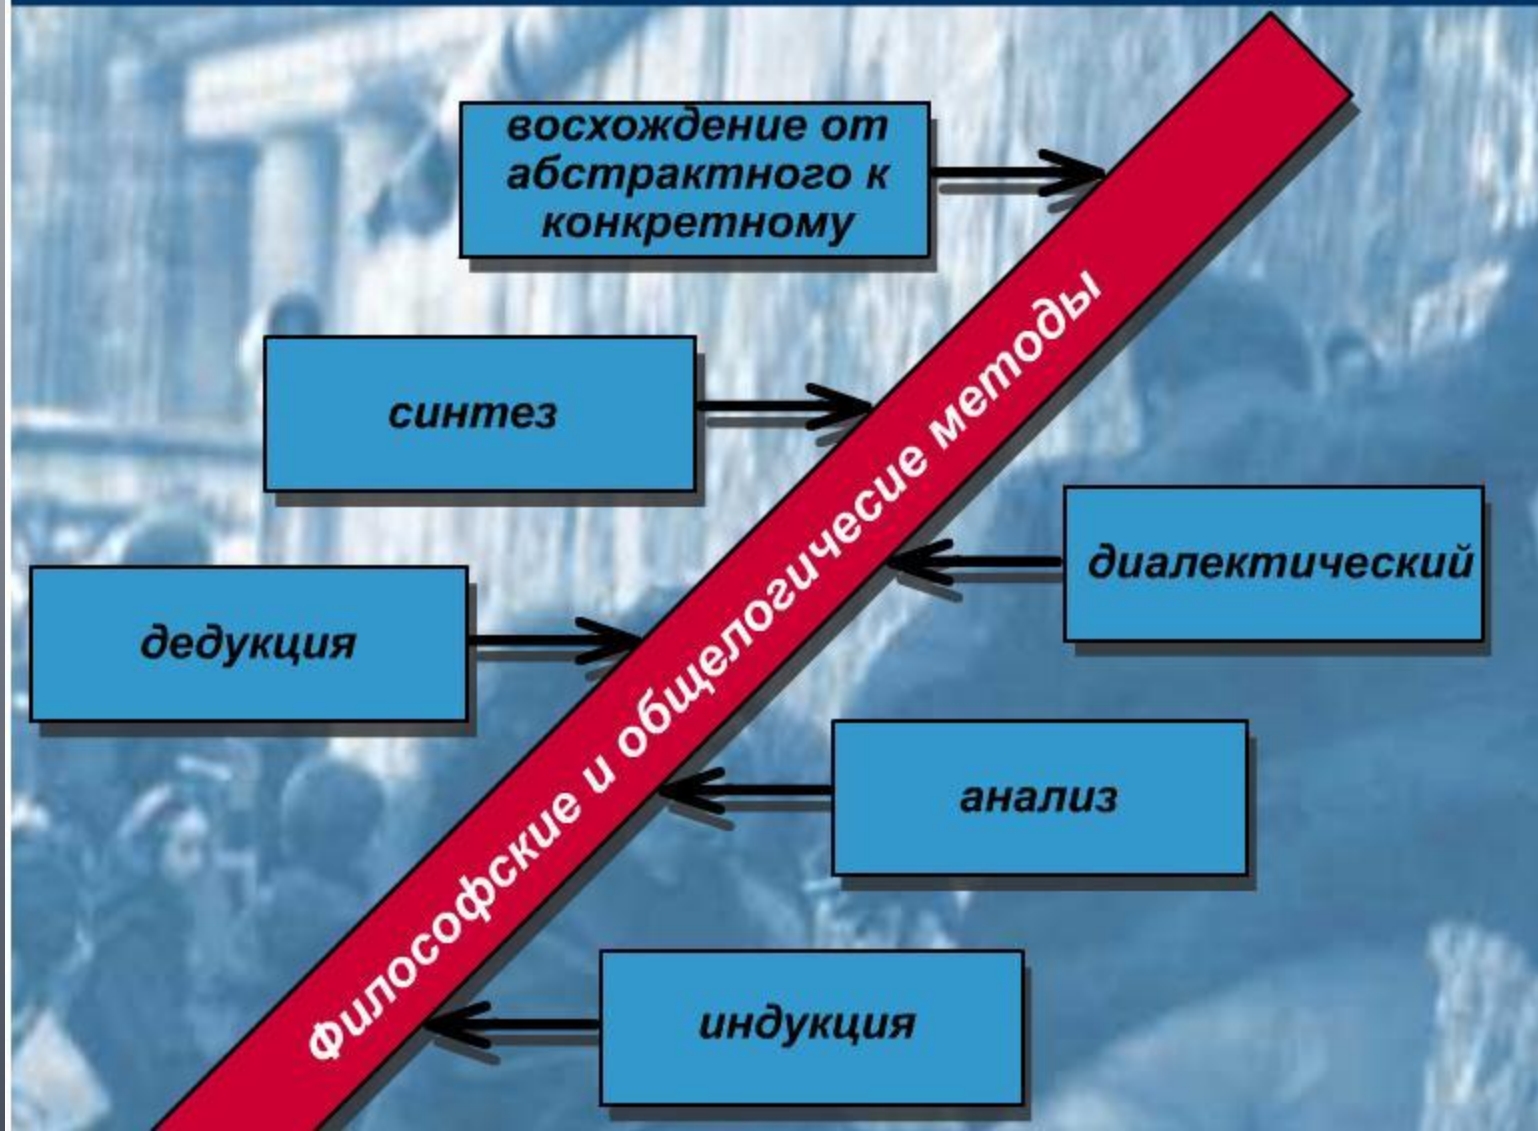 восхождение от
абстрактного к
конкретному
синтез
дедукция
Философские и общелогичесие методы
диалектический
анализ
индукция